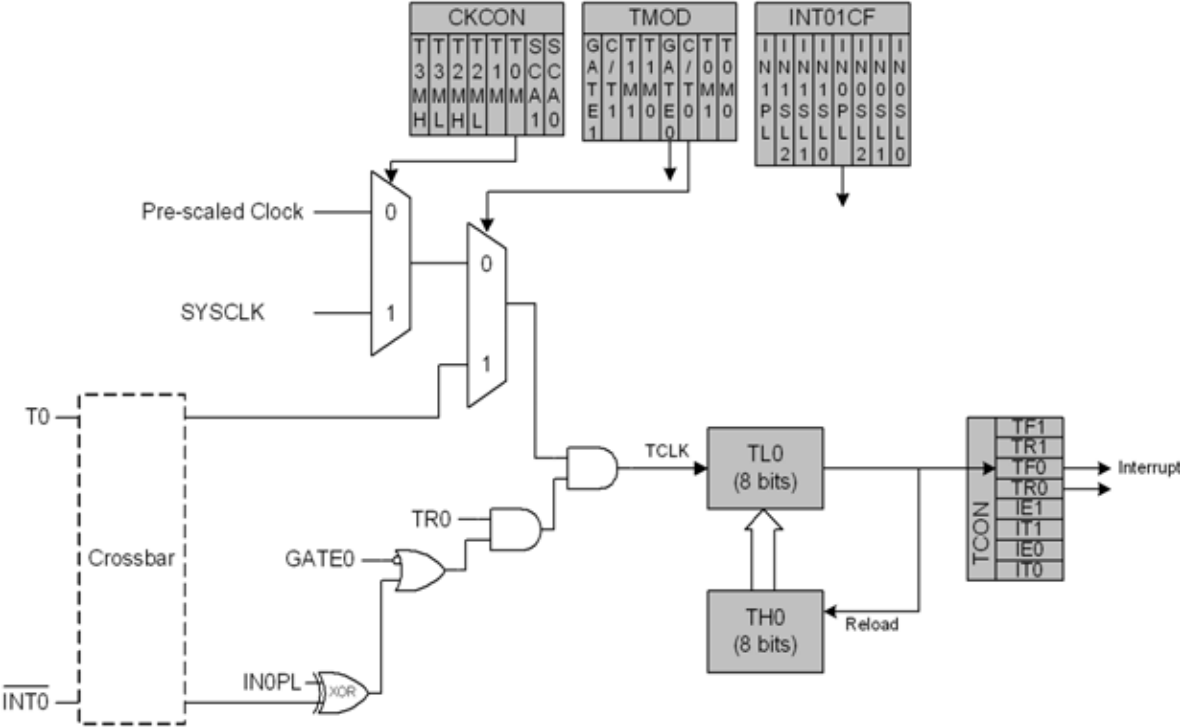 CKCON
T3MH T3ML T2MH T2ML T1M T0M SCA1 SCA0
TMOD
GATE1 C/T1 T1M1 T1M0 GATE0 C/T0 T0M1 T0M0
INT01CF
IN1PL IN1SL2 IN1SL1 IN1SL0 IN0PL IN0SL2 IN0SL1 IN0SL0
Pre-scaled Clock
0
SYSCLK
1
0
1
T0
Crossbar
TR0
GATE0
IN0PL
XOR
INT0
TCLK
TL0
(8 bits)
TH0
(8 bits)
Reload
TCON
TF1
TR1
TF0
TR0
IE1
IT1
IE0
IT0
Interrupt